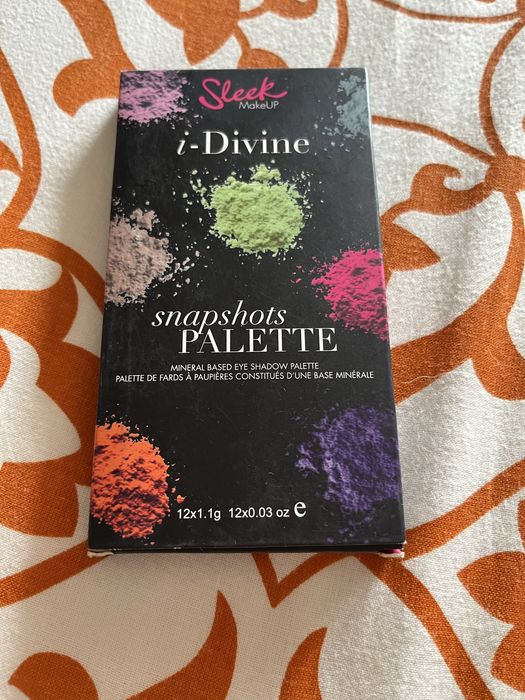 Sleek
MakeUP
i-Divine
snapshots
PALETTE
MINERAL BASED EYE SHADOW PALETTE
PALETTE DE FARDS À PAUPIÈRES CONSTITUÉS D'UNE BASE MINÉRALE
12x1.1g 12x0.03 oz e